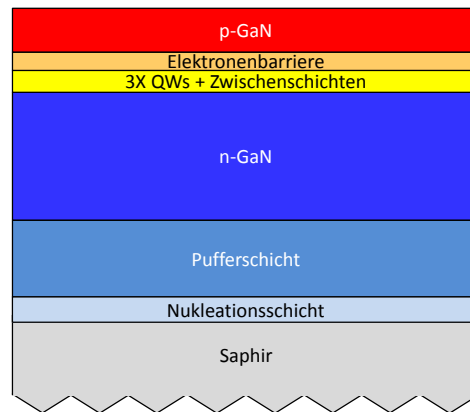 p-GaN
Elektronenbarriere
3X QWs + Zwischenschichten
n-GaN
Pufferschicht
Nukleationsschicht
Saphir